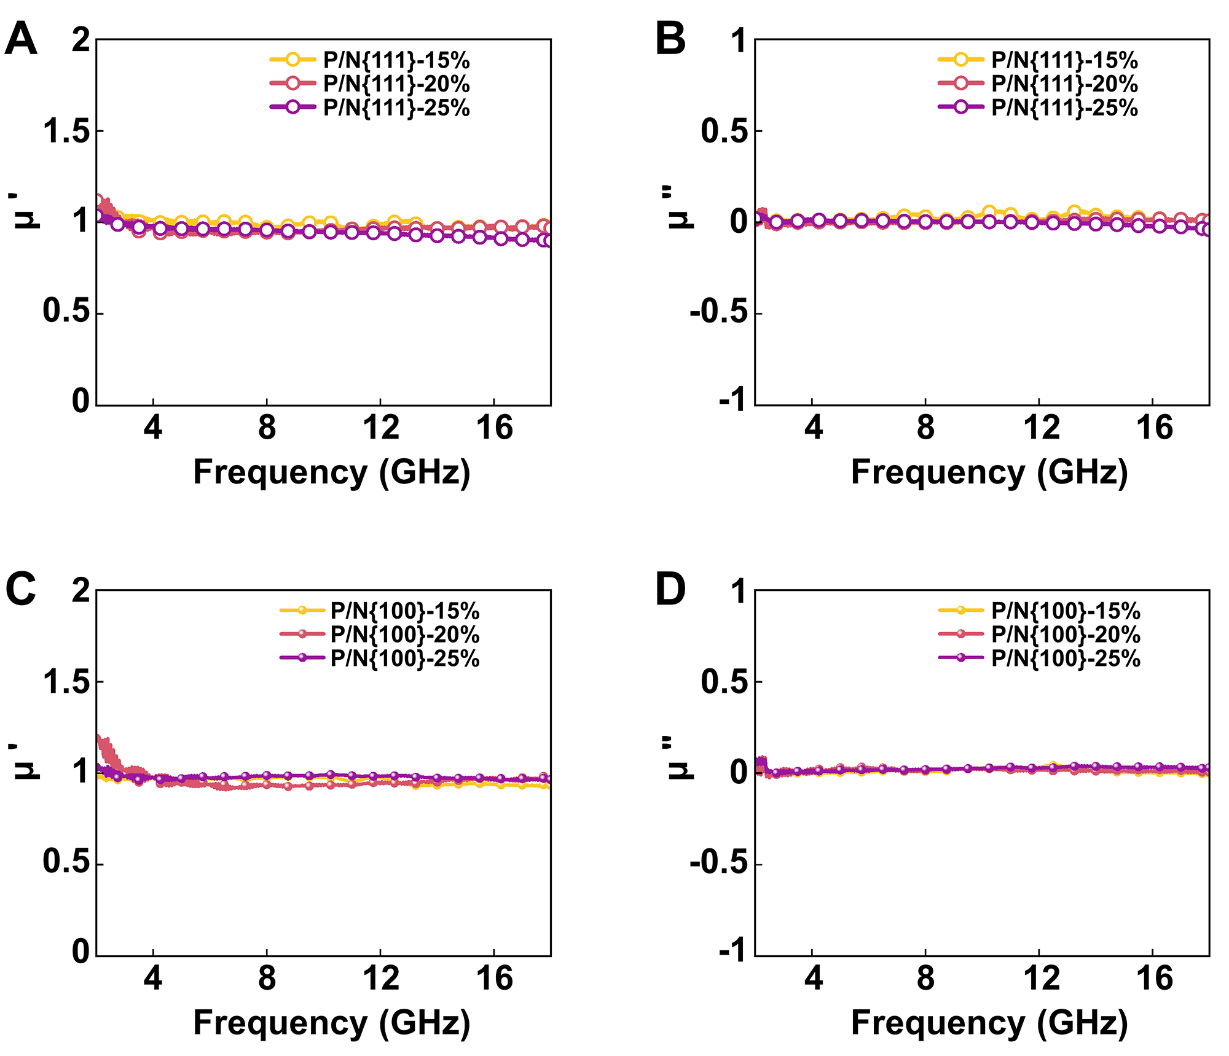 A
2
1.5
1
0.5
0
μ '
P/N{111}-15%
P/N{111}-20%
P/N{111}-25%
4 8 12 16
Frequency (GHz)
B
1
0.5
0
-0.5
-1
μ "
P/N{111}-15%
P/N{111}-20%
P/N{111}-25%
4 8 12 16
Frequency (GHz)
C
2
1.5
1
0.5
0
μ '
P/N{100}-15%
P/N{100}-20%
P/N{100}-25%
4 8 12 16
Frequency (GHz)
D
1
0.5
0
-0.5
-1
μ "
P/N{100}-15%
P/N{100}-20%
P/N{100}-25%
4 8 12 16
Frequency (GHz)